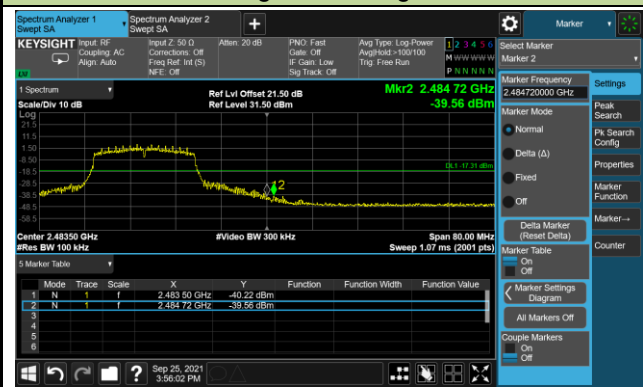 Spectrum Analyzer 1
Swept SA
Spectrum Analyzer 2
Swept SA
+
Marker
KEYSIGHT
Input: RF
Coupling: AC
Align: Auto
Input Z: 50 Ω
Corrections: Off
Freq Ref: Int (S)
NFE: Off
Atten: 20 dB
PNO: Fast
Gate: Off
IF Gain: Low
Sig Track: Off
Avg Type: Log-Power
Avg|Hold:>100/100
Trig: Free Run
1 2 3 4 5 6
M W W W W W
P N N N N N
Select Marker
Marker 2
Marker Frequency
2.484720000 GHz
Settings
Marker Mode
Normal
Delta (Δ)
Fixed
Off
Peak
Search
Pk Search
Config
Properties
Marker
Function
Marker→
Counter
Delta Marker
(Reset Delta)
Marker Table
On
Off
Marker Settings
Diagram
All Markers Off
Couple Markers
On
Off
1 Spectrum
Scale/Div 10 dB
Log
Ref Lvl Offset 21.50 dB
Ref Level 31.50 dBm
Mkr2 2.484 72 GHz
-39.56 dBm
21.5
11.5
1.50
-8.50
-18.5
-28.5
-38.5
-48.5
-58.5
DL1 -17.31 dBm
2
Center 2.48350 GHz
#Res BW 100 kHz
#Video BW 300 kHz
Span 80.00 MHz
Sweep 1.07 ms (2001 pts)
5 Marker Table
Mode Trace Scale X Y Function Function Width Function Value
1 N 1 f 2.483 50 GHz -40.22 dBm
2 N 1 f 2.484 72 GHz -39.56 dBm
3
4
5
6
?
Sep 25, 2021
3:56:02 PM